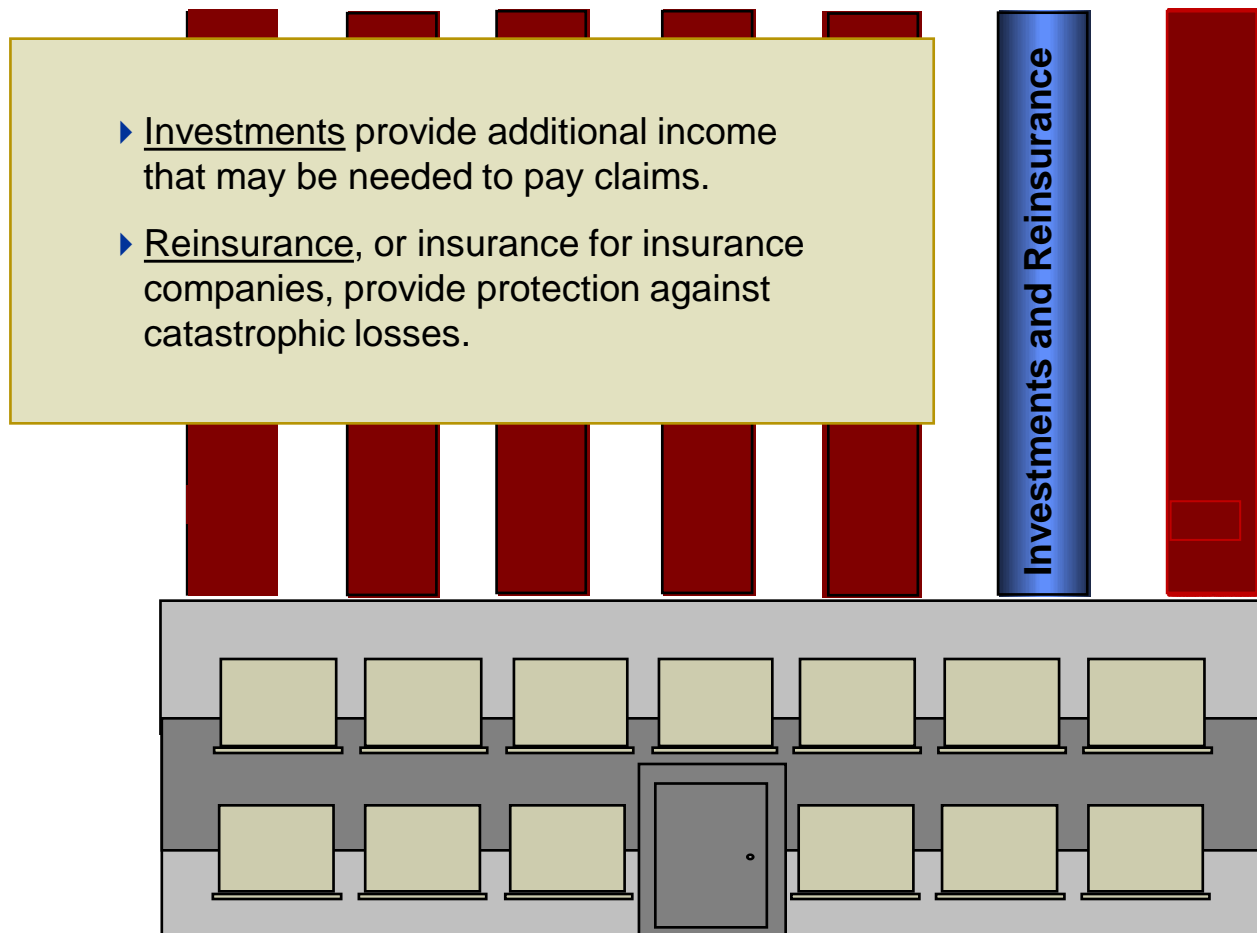 Investments provide additional income
that may be needed to pay claims.
Reinsurance, or insurance for insurance
companies, provide protection against
catastrophic losses.
Investments and Reinsurance